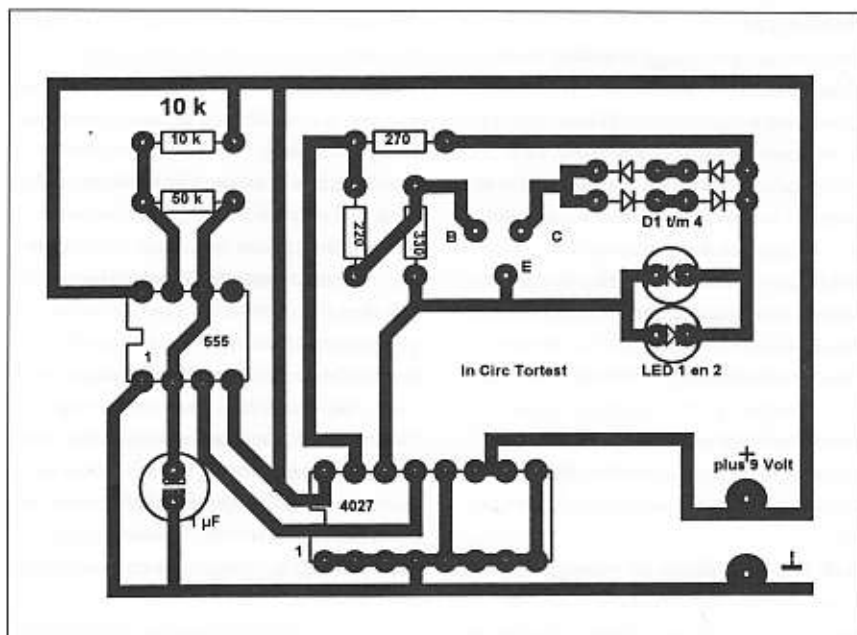 10 k
10 k
270
50 k
220
330
B
C
D1 t/m 4
E
1
555
In Circ Tortest
LED 1 en 2
+
plus 9 Volt
4027
1 µF
1